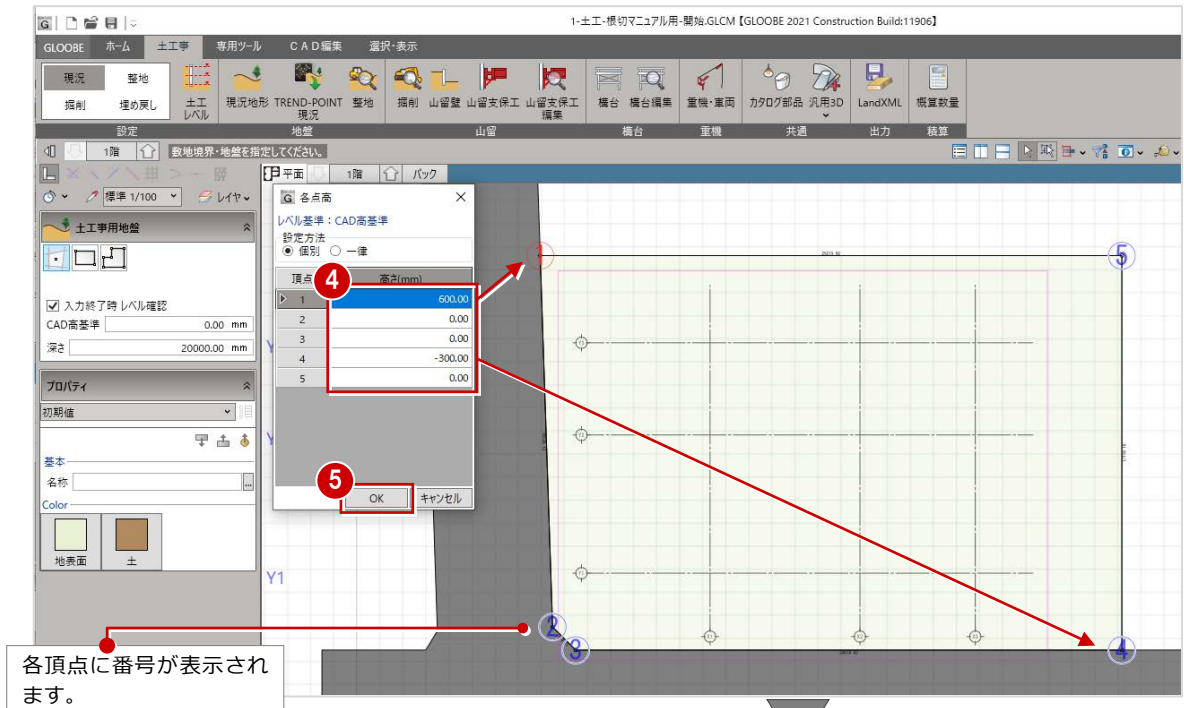 1-土工-根切マニュアル用-開始.GLCM【GLOOBE 2021 Construction Build:11906】
GLOOBE ホーム 土工事 専用ツール CAD編集 選択･表示
現況 整地
掘削 埋め戻し
土工レベル
現況地形
TREND-POINT現況
整地
掘削
山留壁
山留支保工
山留支保工編集
構台
構台編集
重機･車両
カタログ部品
汎用3D
LandXML
概算数量
設定 地盤 山留 構台 重機 共通 出力 積算
1階 敷地境界･地盤を指定してください。
平面 1階 バック
標準 1/100 レイヤ
土工事用地盤
入力終了時 レベル確認
CAD高基準 0.00 mm
深さ 20000.00 mm
プロパティ
初期値
基本
名称
Color
地表面 土
各点高
レベル基準：CAD高基準
設定方法
個別 一律
頂点 高さ(mm)
1 600.00
2 0.00
3 0.00
4 -300.00
5 0.00
OK キャンセル
4
5
1
5
2
3
4
Y1
各頂点に番号が表示され
ます。